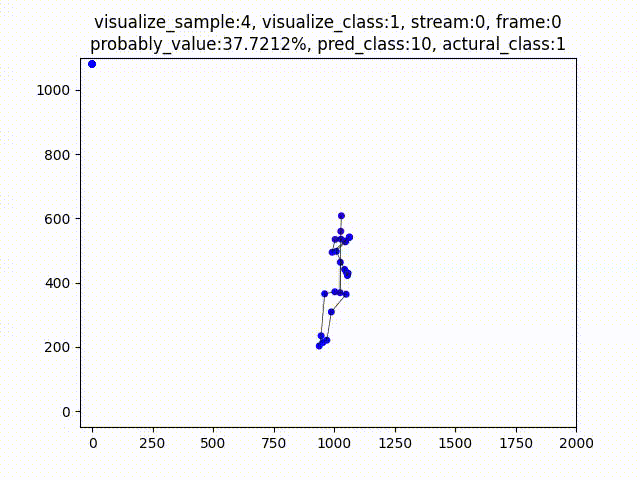 visualize_sample:4, visualize_class:1, stream:0, frame:0
probably_value:37.7212%, pred_class:10, actural_class:1
1000
800
600
400
200
0
0 250 500 750 1000 1250 1500 1750 2000